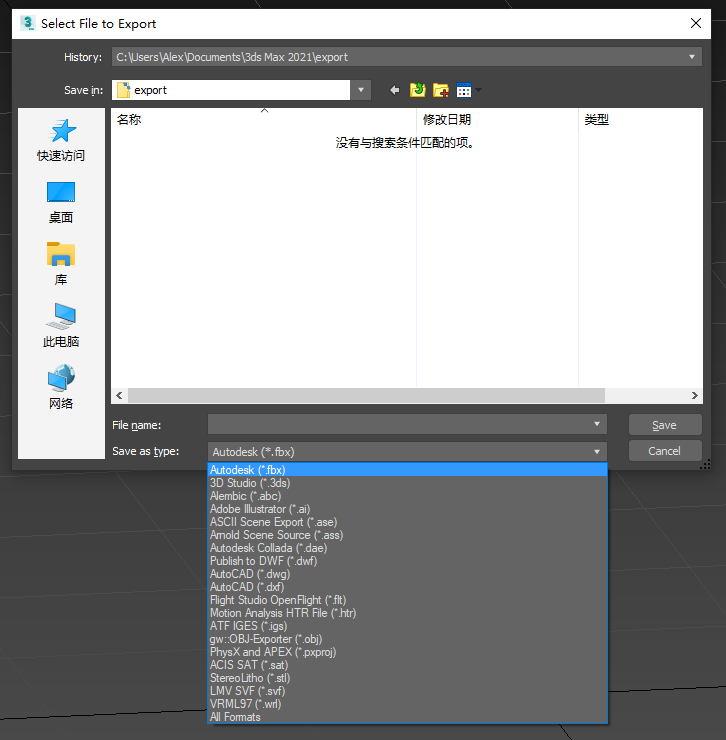 Select File to Export
History: C:\Users\Alex\Documents\3ds Max 2021\export
Save in: export
名称 修改日期 类型
没有与搜索条件匹配的项。
快速访问
桌面
库
此电脑
网络
File name: Save
Save as type: Autodesk (*.fbx) Cancel
Autodesk (*.fbx)
3D Studio (*.3ds)
Alembic (*.abc)
Adobe Illustrator (*.ai)
ASCII Scene Export (*.ase)
Arnold Scene Source (*.ass)
Autodesk Collada (*.dae)
Publish to DWF (*.dwf)
AutoCAD (*.dwg)
AutoCAD (*.dxf)
Flight Studio OpenFlight (*.flt)
Motion Analysis HTR File (*.htr)
ATF IGES (*.igs)
gw::OBJ-Exporter (*.obj)
PhysX and APEX (*.pxproj)
ACIS SAT (*.sat)
StereoLitho (*.stl)
LMV SVF (*.svf)
VRML97 (*.wrl)
All Formats